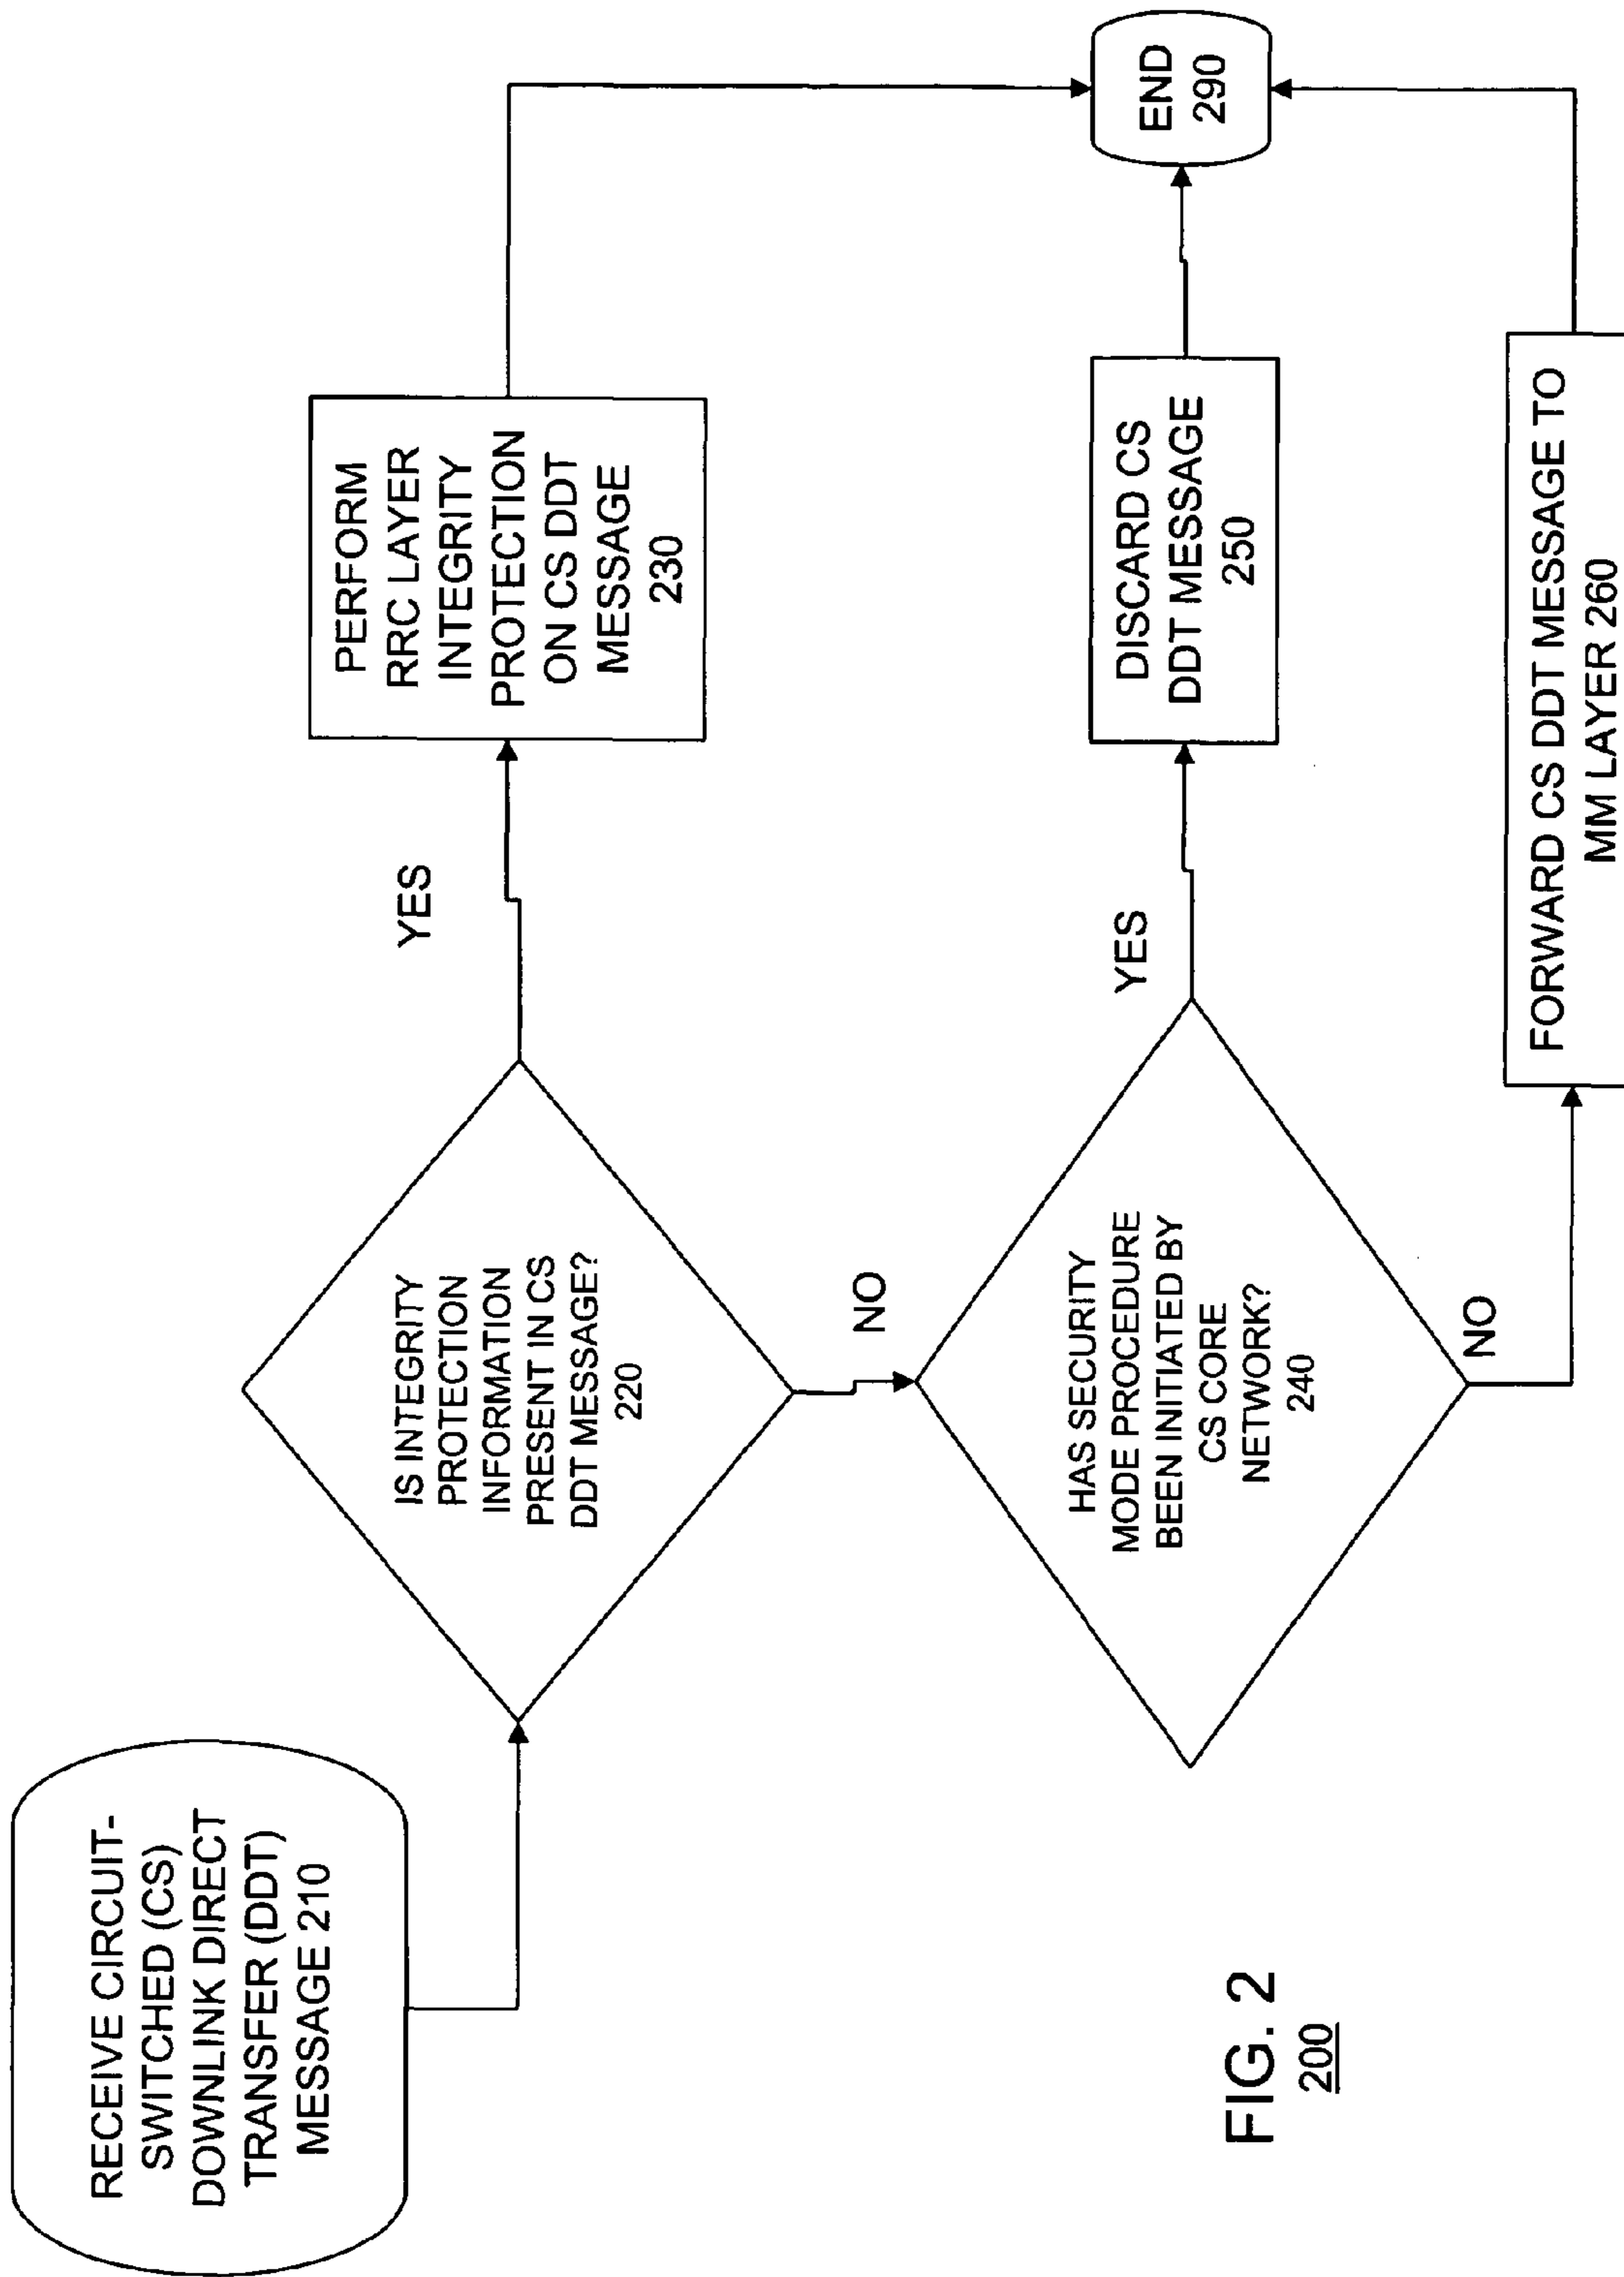 RECEIVE CIRCUIT-
SWITCHED (CS)
DOWNLINK DIRECT
TRANSFER (DDT)
MESSAGE 210
IS INTEGRITY
PROTECTION
INFORMATION
PRESENT IN CS
DDT MESSAGE?
220
YES
PERFORM
RRC LAYER
INTEGRITY
PROTECTION
ON CS DDT
MESSAGE
230
NO
HAS SECURITY
MODE PROCEDURE
BEEN INITIATED BY
CS CORE
NETWORK?
240
YES
DISCARD CS
DDT MESSAGE
250
NO
FORWARD CS DDT MESSAGE TO
MM LAYER 260
END
290
FIG. 2
200